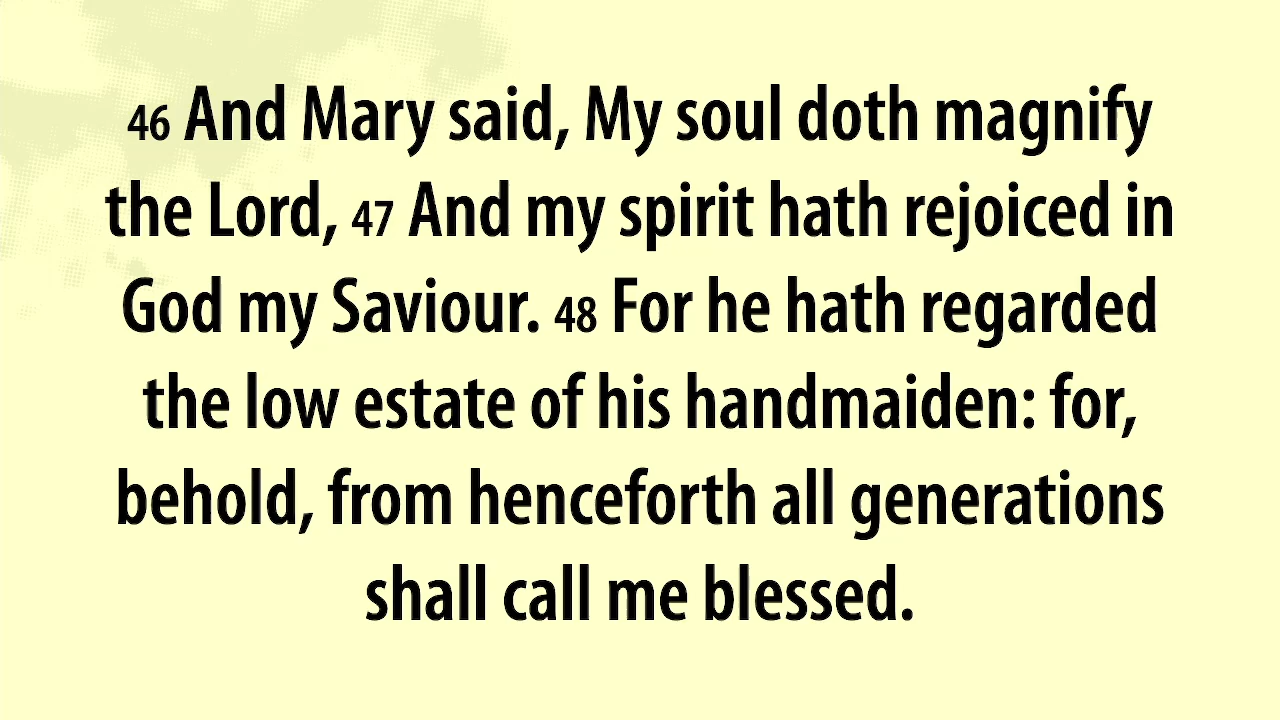 46 And Mary said, My soul doth magnify
the Lord, 47 And my spirit hath rejoiced in
God my Saviour. 48 For he hath regarded
the low estate of his handmaiden: for,
behold, from henceforth all generations
shall call me blessed.